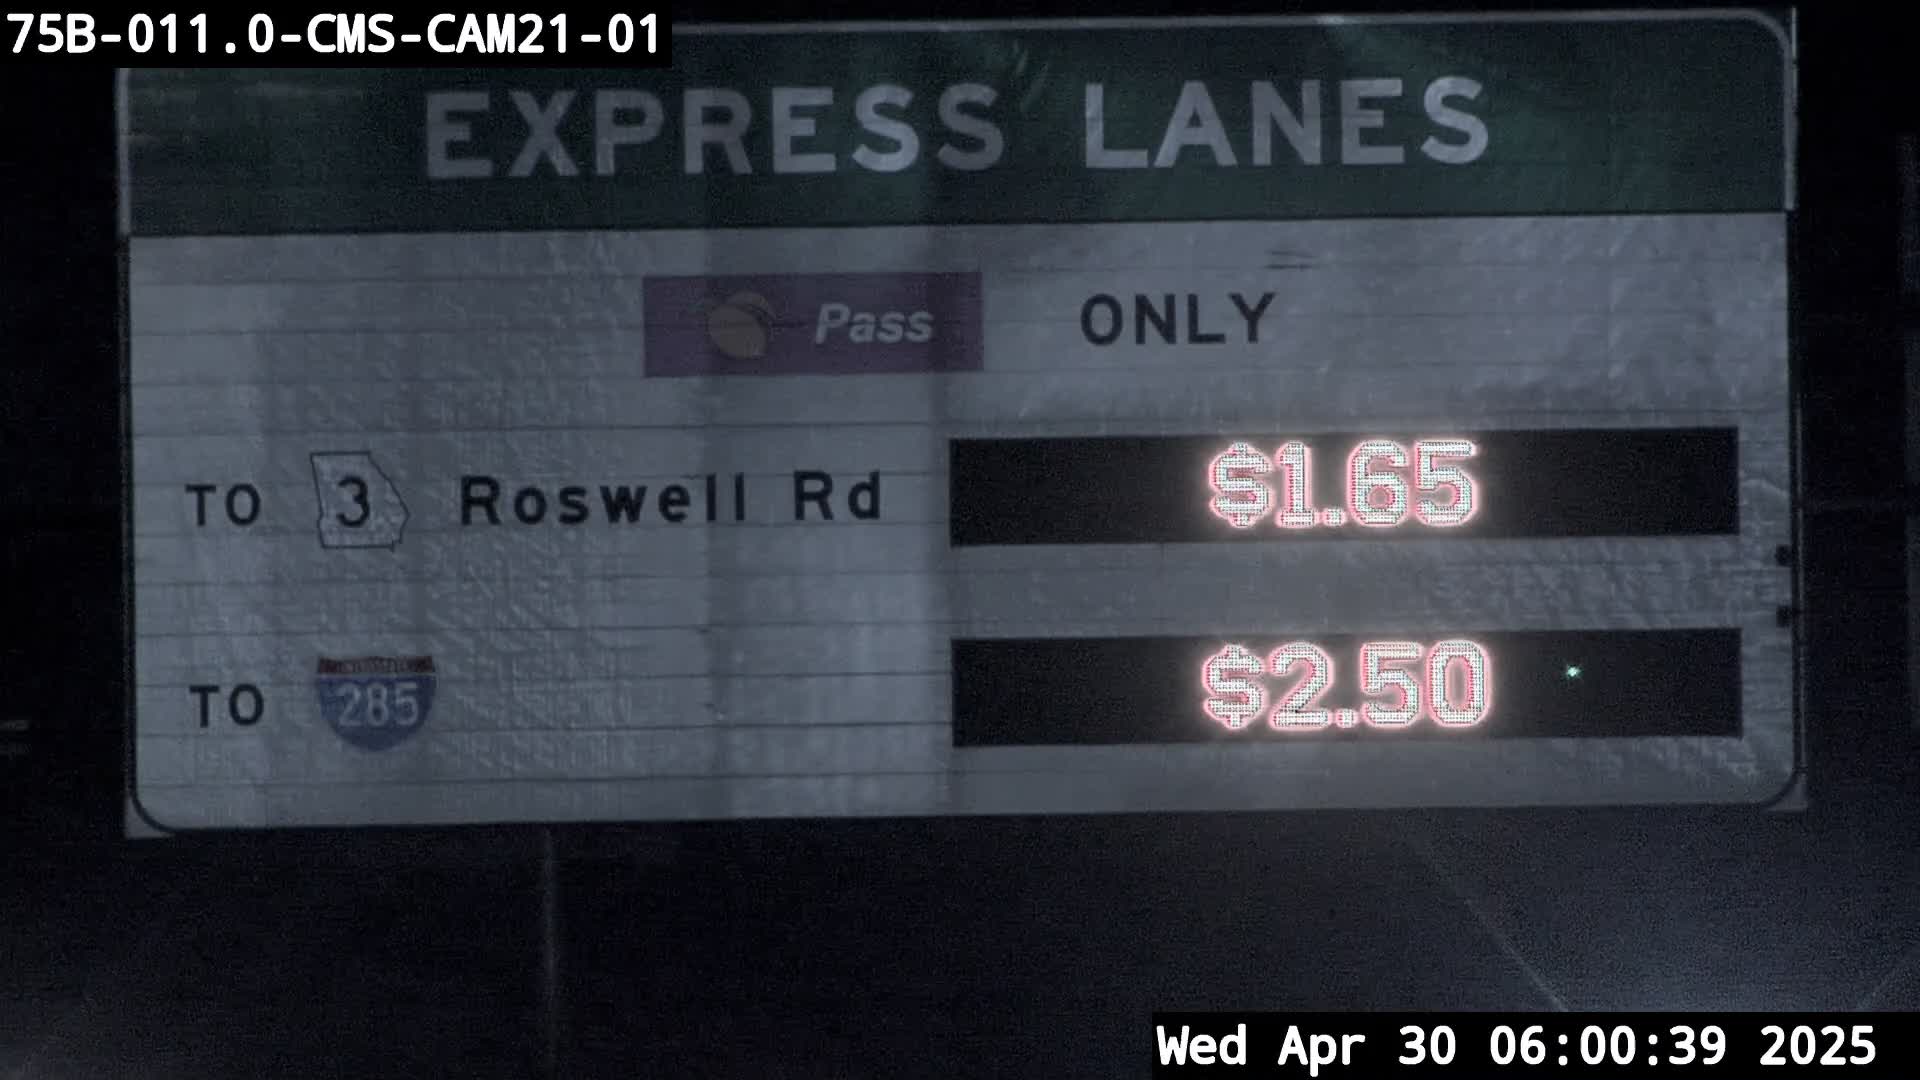 75B-011.0-CMS-CAM21-01
EXPRESS LANES
Pass ONLY
TO 3 Roswell Rd $1.65
INTERSTATE
TO 285 $2.50
Wed Apr 30 06:00:39 2025